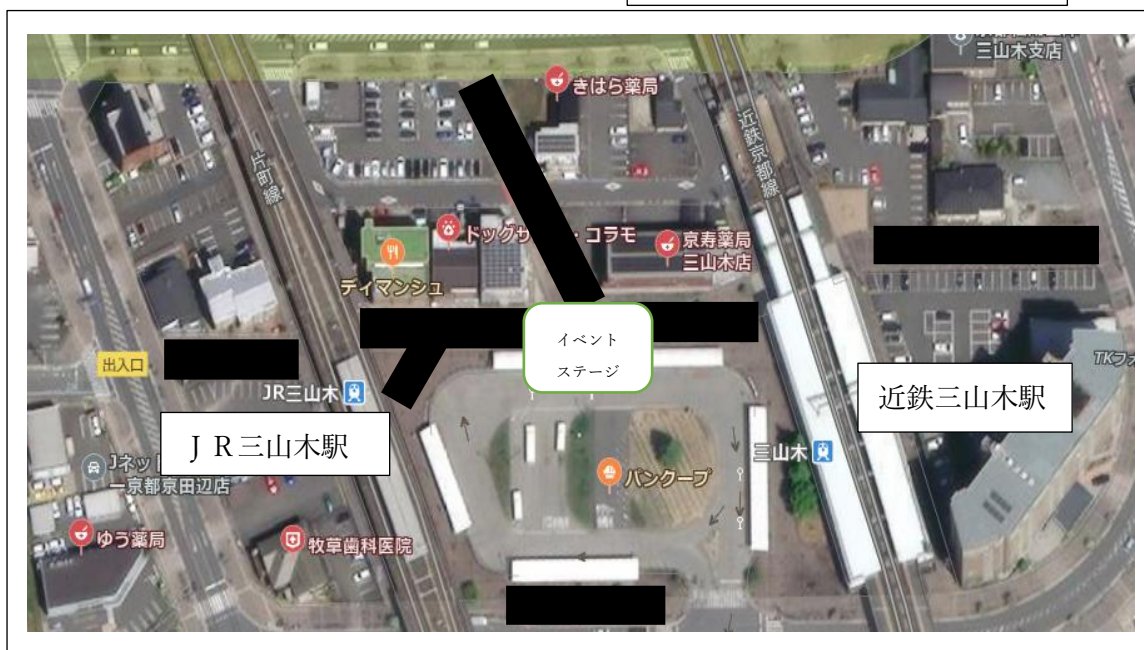 三山木支店
きはら薬局
近鉄京都線
片町線
ドッグサ
・コラモ
京寿薬局
三山木店
ディマンシュ
イベント
ステージ
出入口
TKフォ
JR三山木
近鉄三山木駅
ＪＲ三山木駅
三山木
パンクープ
Jネット
ー京都京田辺店
ゆう薬局
牧草歯科医院